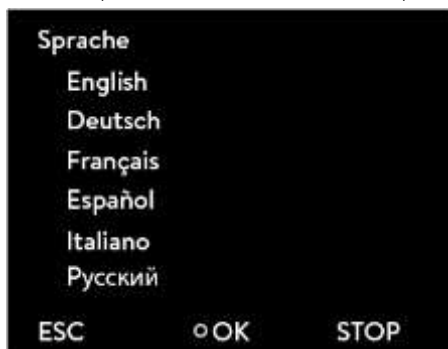 Sprache
English
Deutsch
Français
Español
Italiano
Русский
ESC OK STOP